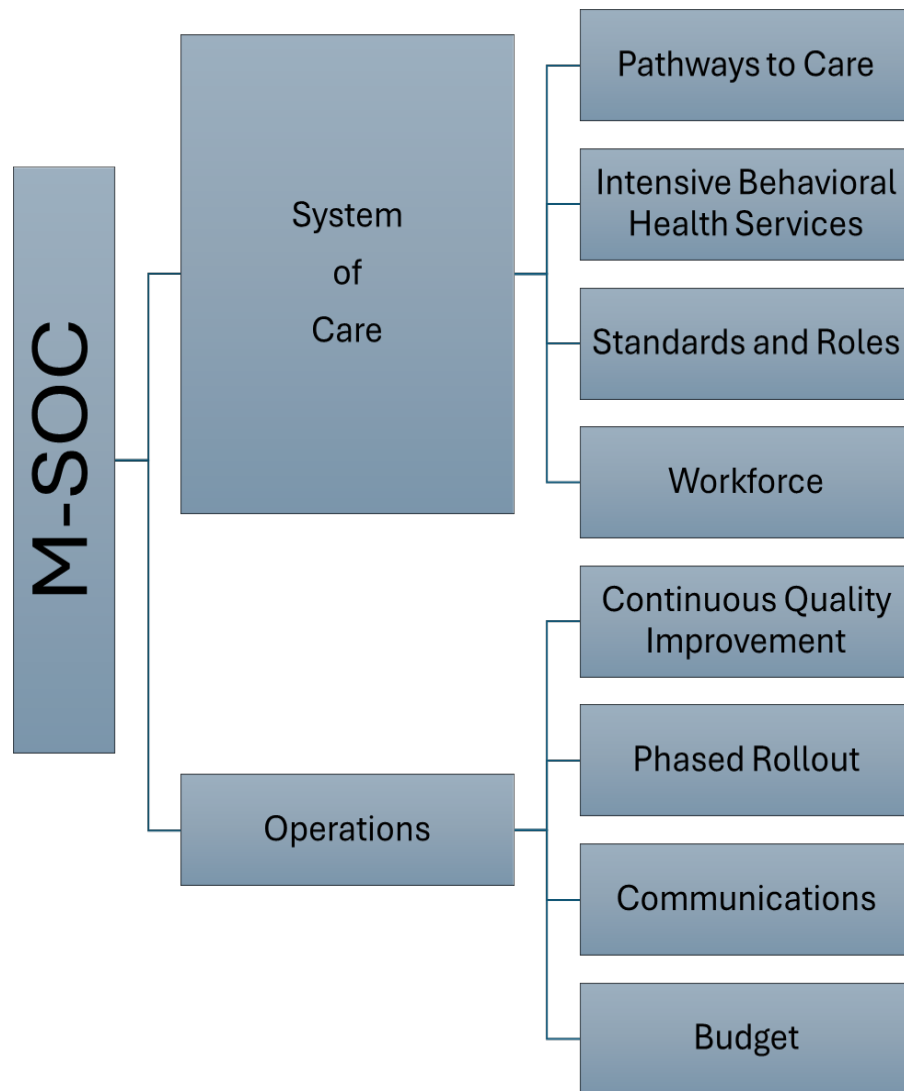 M-SOC
System
of
Care
Pathways to Care
Intensive Behavioral
Health Services
Standards and Roles
Workforce
Operations
Continuous Quality
Improvement
Phased Rollout
Communications
Budget